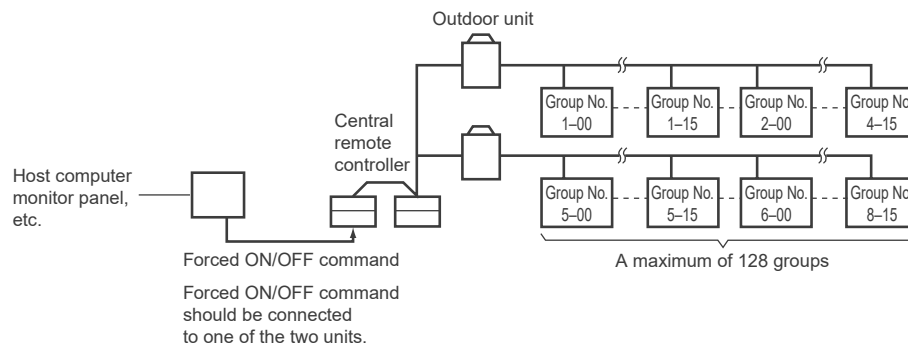 Outdoor unit
Central
remote
controller
Group No.
1–00
Group No.
1–15
Group No.
2–00
Group No.
4–15
Host computer
monitor panel,
etc.
Group No.
5–00
Group No.
5–15
Group No.
6–00
Group No.
8–15
Forced ON/OFF command
A maximum of 128 groups
Forced ON/OFF command
should be connected
to one of the two units.